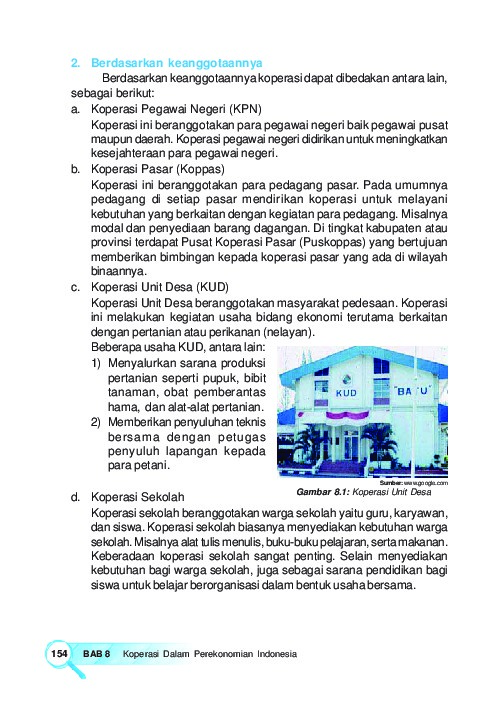 2. Berdasarkan keanggotaannya
Berdasarkan keanggotaannya koperasi dapat dibedakan antara lain,
sebagai berikut:
a. Koperasi Pegawai Negeri (KPN)
Koperasi ini beranggotakan para pegawai negeri baik pegawai pusat
maupun daerah. Koperasi pegawai negeri didirikan untuk meningkatkan
kesejahteraan para pegawai negeri.
b. Koperasi Pasar (Koppas)
Koperasi ini beranggotakan para pedagang pasar. Pada umumnya
pedagang di setiap pasar mendirikan koperasi untuk melayani
kebutuhan yang berkaitan dengan kegiatan para pedagang. Misalnya
modal dan penyediaan barang dagangan. Di tingkat kabupaten atau
provinsi terdapat Pusat Koperasi Pasar (Puskoppas) yang bertujuan
memberikan bimbingan kepada koperasi pasar yang ada di wilayah
binaannya.
c. Koperasi Unit Desa (KUD)
Koperasi Unit Desa beranggotakan masyarakat pedesaan. Koperasi
ini melakukan kegiatan usaha bidang ekonomi terutama berkaitan
dengan pertanian atau perikanan (nelayan).
Beberapa usaha KUD, antara lain:
1) Menyalurkan sarana produksi
pertanian seperti pupuk, bibit
tanaman, obat pemberantas
hama, dan alat-alat pertanian.
2) Memberikan penyuluhan teknis
bersama dengan petugas
penyuluh lapangan kepada
para petani.
KUD "BATU"
Sumber: www.google.com
Gambar 8.1: Koperasi Unit Desa
d. Koperasi Sekolah
Koperasi sekolah beranggotakan warga sekolah yaitu guru, karyawan,
dan siswa. Koperasi sekolah biasanya menyediakan kebutuhan warga
sekolah. Misalnya alat tulis menulis, buku-buku pelajaran, serta makanan.
Keberadaan koperasi sekolah sangat penting. Selain menyediakan
kebutuhan bagi warga sekolah, juga sebagai sarana pendidikan bagi
siswa untuk belajar berorganisasi dalam bentuk usaha bersama.
154 BAB 8 Koperasi Dalam Perekonomian Indonesia